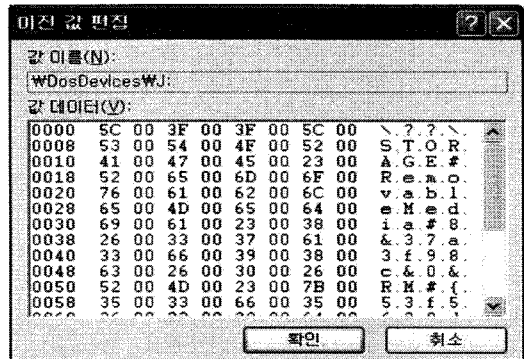 이진 값 편집
값 이름(N):
₩DosDevices₩J:
값 데이터(V):
0000 5C 00 3F 00 3F 00 5C 00 \.?.?.\.
0008 53 00 54 00 4F 00 52 00 S.T.O.R.
0010 41 00 47 00 45 00 23 00 A.G.E.#.
0018 52 00 65 00 6D 00 6F 00 R.e.m.o.
0020 76 00 61 00 62 00 6C 00 v.a.b.l.
0028 65 00 4D 00 65 00 64 00 e.M.e.d.
0030 69 00 61 00 23 00 38 00 i.a.#.8.
0038 26 00 33 00 37 00 61 00 &.3.7.a.
0040 33 00 66 00 39 00 38 00 3.f.9.8.
0048 63 00 26 00 30 00 26 00 c.&.0.&.
0050 52 00 4D 00 23 00 7B 00 R.M.#.{.
0058 35 00 33 00 66 00 35 00 5.3.f.5.
확인 취소